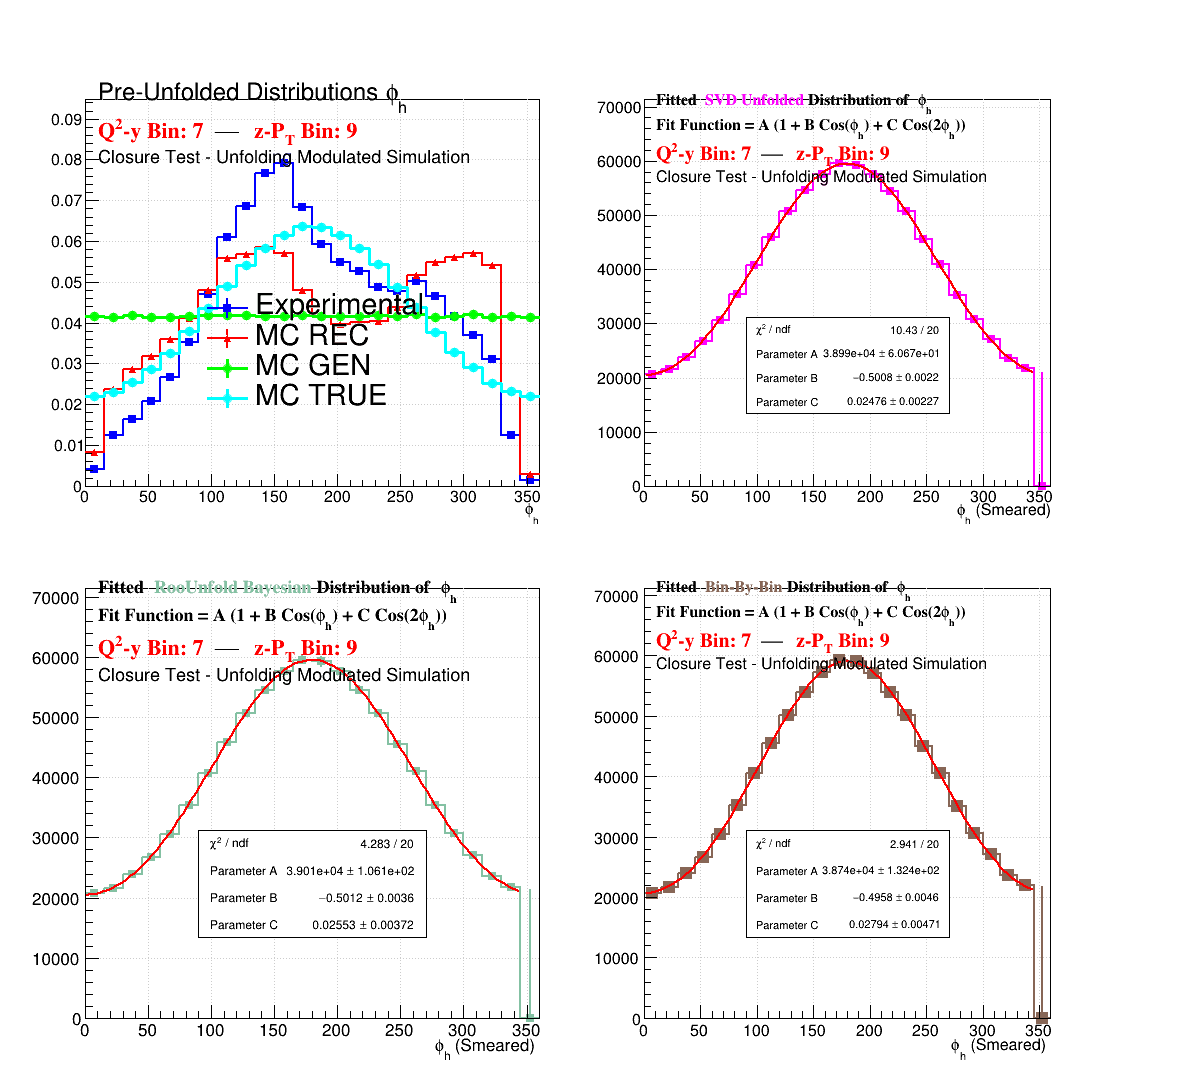 Pre-Unfolded Distributions ϕh
Q²-y Bin: 7 — z-PT Bin: 9
Closure Test - Unfolding Modulated Simulation
0.09
0.08
0.07
0.06
0.05
0.04
0.03
0.02
0.01
0
Experimental
MC REC
MC GEN
MC TRUE
0 50 100 150 200 250 300 350
ϕh
Fitted SVD Unfolded Distribution of ϕh
Fit Function = A (1 + B Cos(ϕh) + C Cos(2ϕh))
Q²-y Bin: 7 — z-PT Bin: 9
Closure Test - Unfolding Modulated Simulation
70000
60000
50000
40000
30000
20000
10000
0
χ² / ndf 10.43 / 20
Parameter A 3.899e+04 ± 6.067e+01
Parameter B −0.5008 ± 0.0022
Parameter C 0.02476 ± 0.00227
0 50 100 150 200 250 300 350
ϕh (Smeared)
Fitted RooUnfold Bayesian Distribution of ϕh
Fit Function = A (1 + B Cos(ϕh) + C Cos(2ϕh))
Q²-y Bin: 7 — z-PT Bin: 9
Closure Test - Unfolding Modulated Simulation
70000
60000
50000
40000
30000
20000
10000
0
χ² / ndf 4.283 / 20
Parameter A 3.901e+04 ± 1.061e+02
Parameter B −0.5012 ± 0.0036
Parameter C 0.02553 ± 0.00372
0 50 100 150 200 250 300 350
ϕh (Smeared)
Fitted Bin-By-Bin Distribution of ϕh
Fit Function = A (1 + B Cos(ϕh) + C Cos(2ϕh))
Q²-y Bin: 7 — z-PT Bin: 9
Closure Test - Unfolding Modulated Simulation
70000
60000
50000
40000
30000
20000
10000
0
χ² / ndf 2.941 / 20
Parameter A 3.874e+04 ± 1.324e+02
Parameter B −0.4958 ± 0.0046
Parameter C 0.02794 ± 0.00471
0 50 100 150 200 250 300 350
ϕh (Smeared)